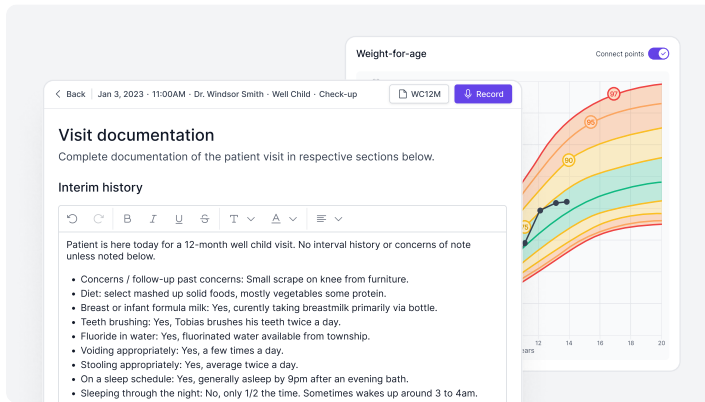 Weight-for-age
Connect points
Back
Jan 3, 2023 · 11:00AM · Dr. Windsor Smith · Well Child · Check-up
WC12M
Record
Visit documentation
Complete documentation of the patient visit in respective sections below.
Interim history
B I U S T A
Patient is here today for a 12-month well child visit. No interval history or concerns of note
unless noted below.
• Concerns / follow-up past concerns: Small scrape on knee from furniture.
• Diet: select mashed up solid foods, mostly vegetables some protein.
• Breast or infant formula milk: Yes, curently taking breastmilk primarily via bottle.
• Teeth brushing: Yes, Tobias brushes his teeth twice a day.
• Fluoride in water: Yes, fluorinated water available from township.
• Voiding appropriately: Yes, a few times a day.
• Stooling appropriately: Yes, average twice a day.
• On a sleep schedule: Yes, generally asleep by 9pm after an evening bath.
• Sleeping through the night: No, only 1/2 the time. Sometimes wakes up around 3 to 4am.
97
95
90
75
12 14 16 18 20